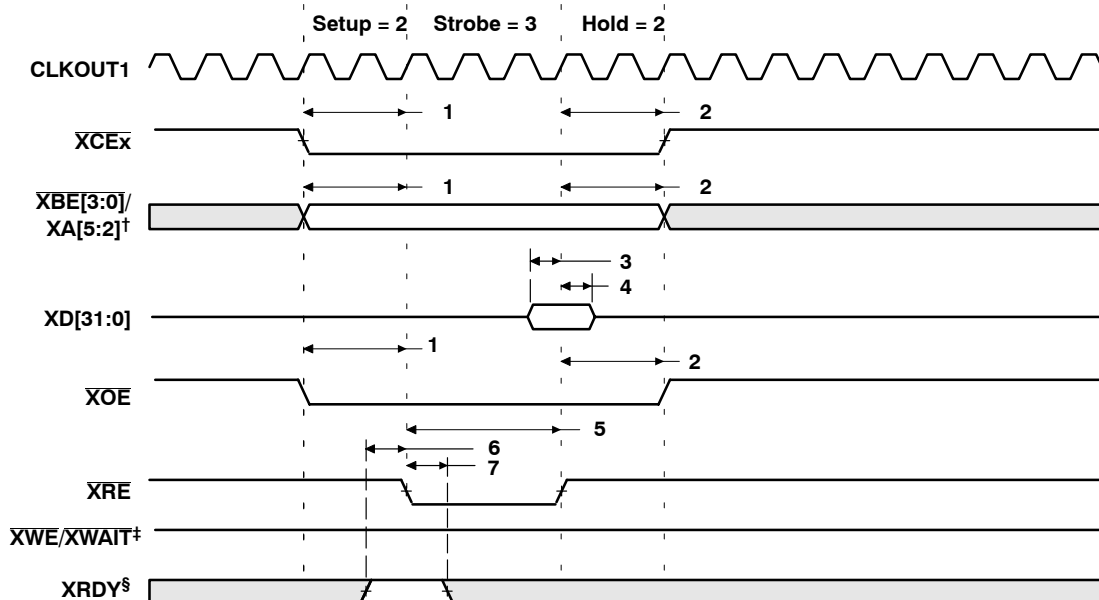 Setup = 2 Strobe = 3 Hold = 2
CLKOUT1
1 2
XCEx
1 2
XBE[3:0]/
XA[5:2]†
3
4
XD[31:0]
1
2
XOE
5
6
7
XRE
XWE/XWAIT‡
XRDY§